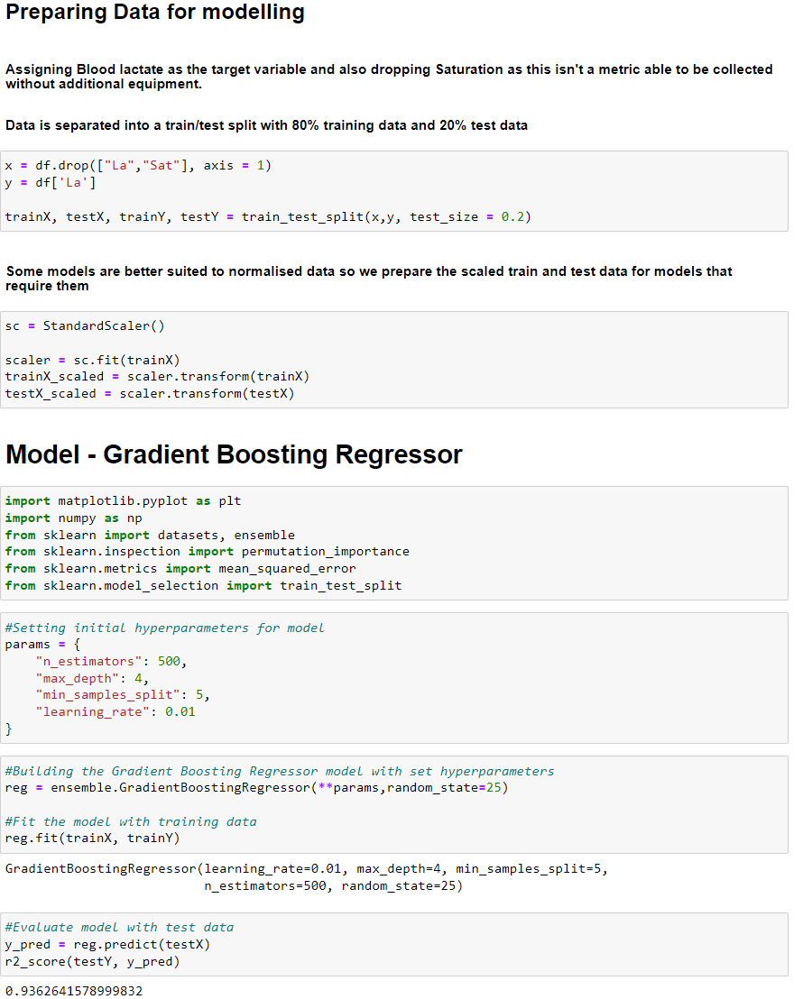 Preparing Data for modelling
Assigning Blood lactate as the target variable and also dropping Saturation as this isn't a metric able to be collected
without additional equipment.
Data is separated into a train/test split with 80% training data and 20% test data
x = df.drop(["La","Sat"], axis = 1)
y = df['La']
trainX, testX, trainY, testY = train_test_split(x,y, test_size = 0.2)
Some models are better suited to normalised data so we prepare the scaled train and test data for models that
require them
sc = StandardScaler()
scaler = sc.fit(trainX)
trainX_scaled = scaler.transform(trainX)
testX_scaled = scaler.transform(testX)
Model - Gradient Boosting Regressor
import matplotlib.pyplot as plt
import numpy as np
from sklearn import datasets, ensemble
from sklearn.inspection import permutation_importance
from sklearn.metrics import mean_squared_error
from sklearn.model_selection import train_test_split
#Setting initial hyperparameters for model
params = {
    "n_estimators": 500,
    "max_depth": 4,
    "min_samples_split": 5,
    "learning_rate": 0.01
}
#Building the Gradient Boosting Regressor model with set hyperparameters
reg = ensemble.GradientBoostingRegressor(**params,random_state=25)
#Fit the model with training data
reg.fit(trainX, trainY)
GradientBoostingRegressor(learning_rate=0.01, max_depth=4, min_samples_split=5,
                          n_estimators=500, random_state=25)
#Evaluate model with test data
y_pred = reg.predict(testX)
r2_score(testY, y_pred)
0.9362641578999832